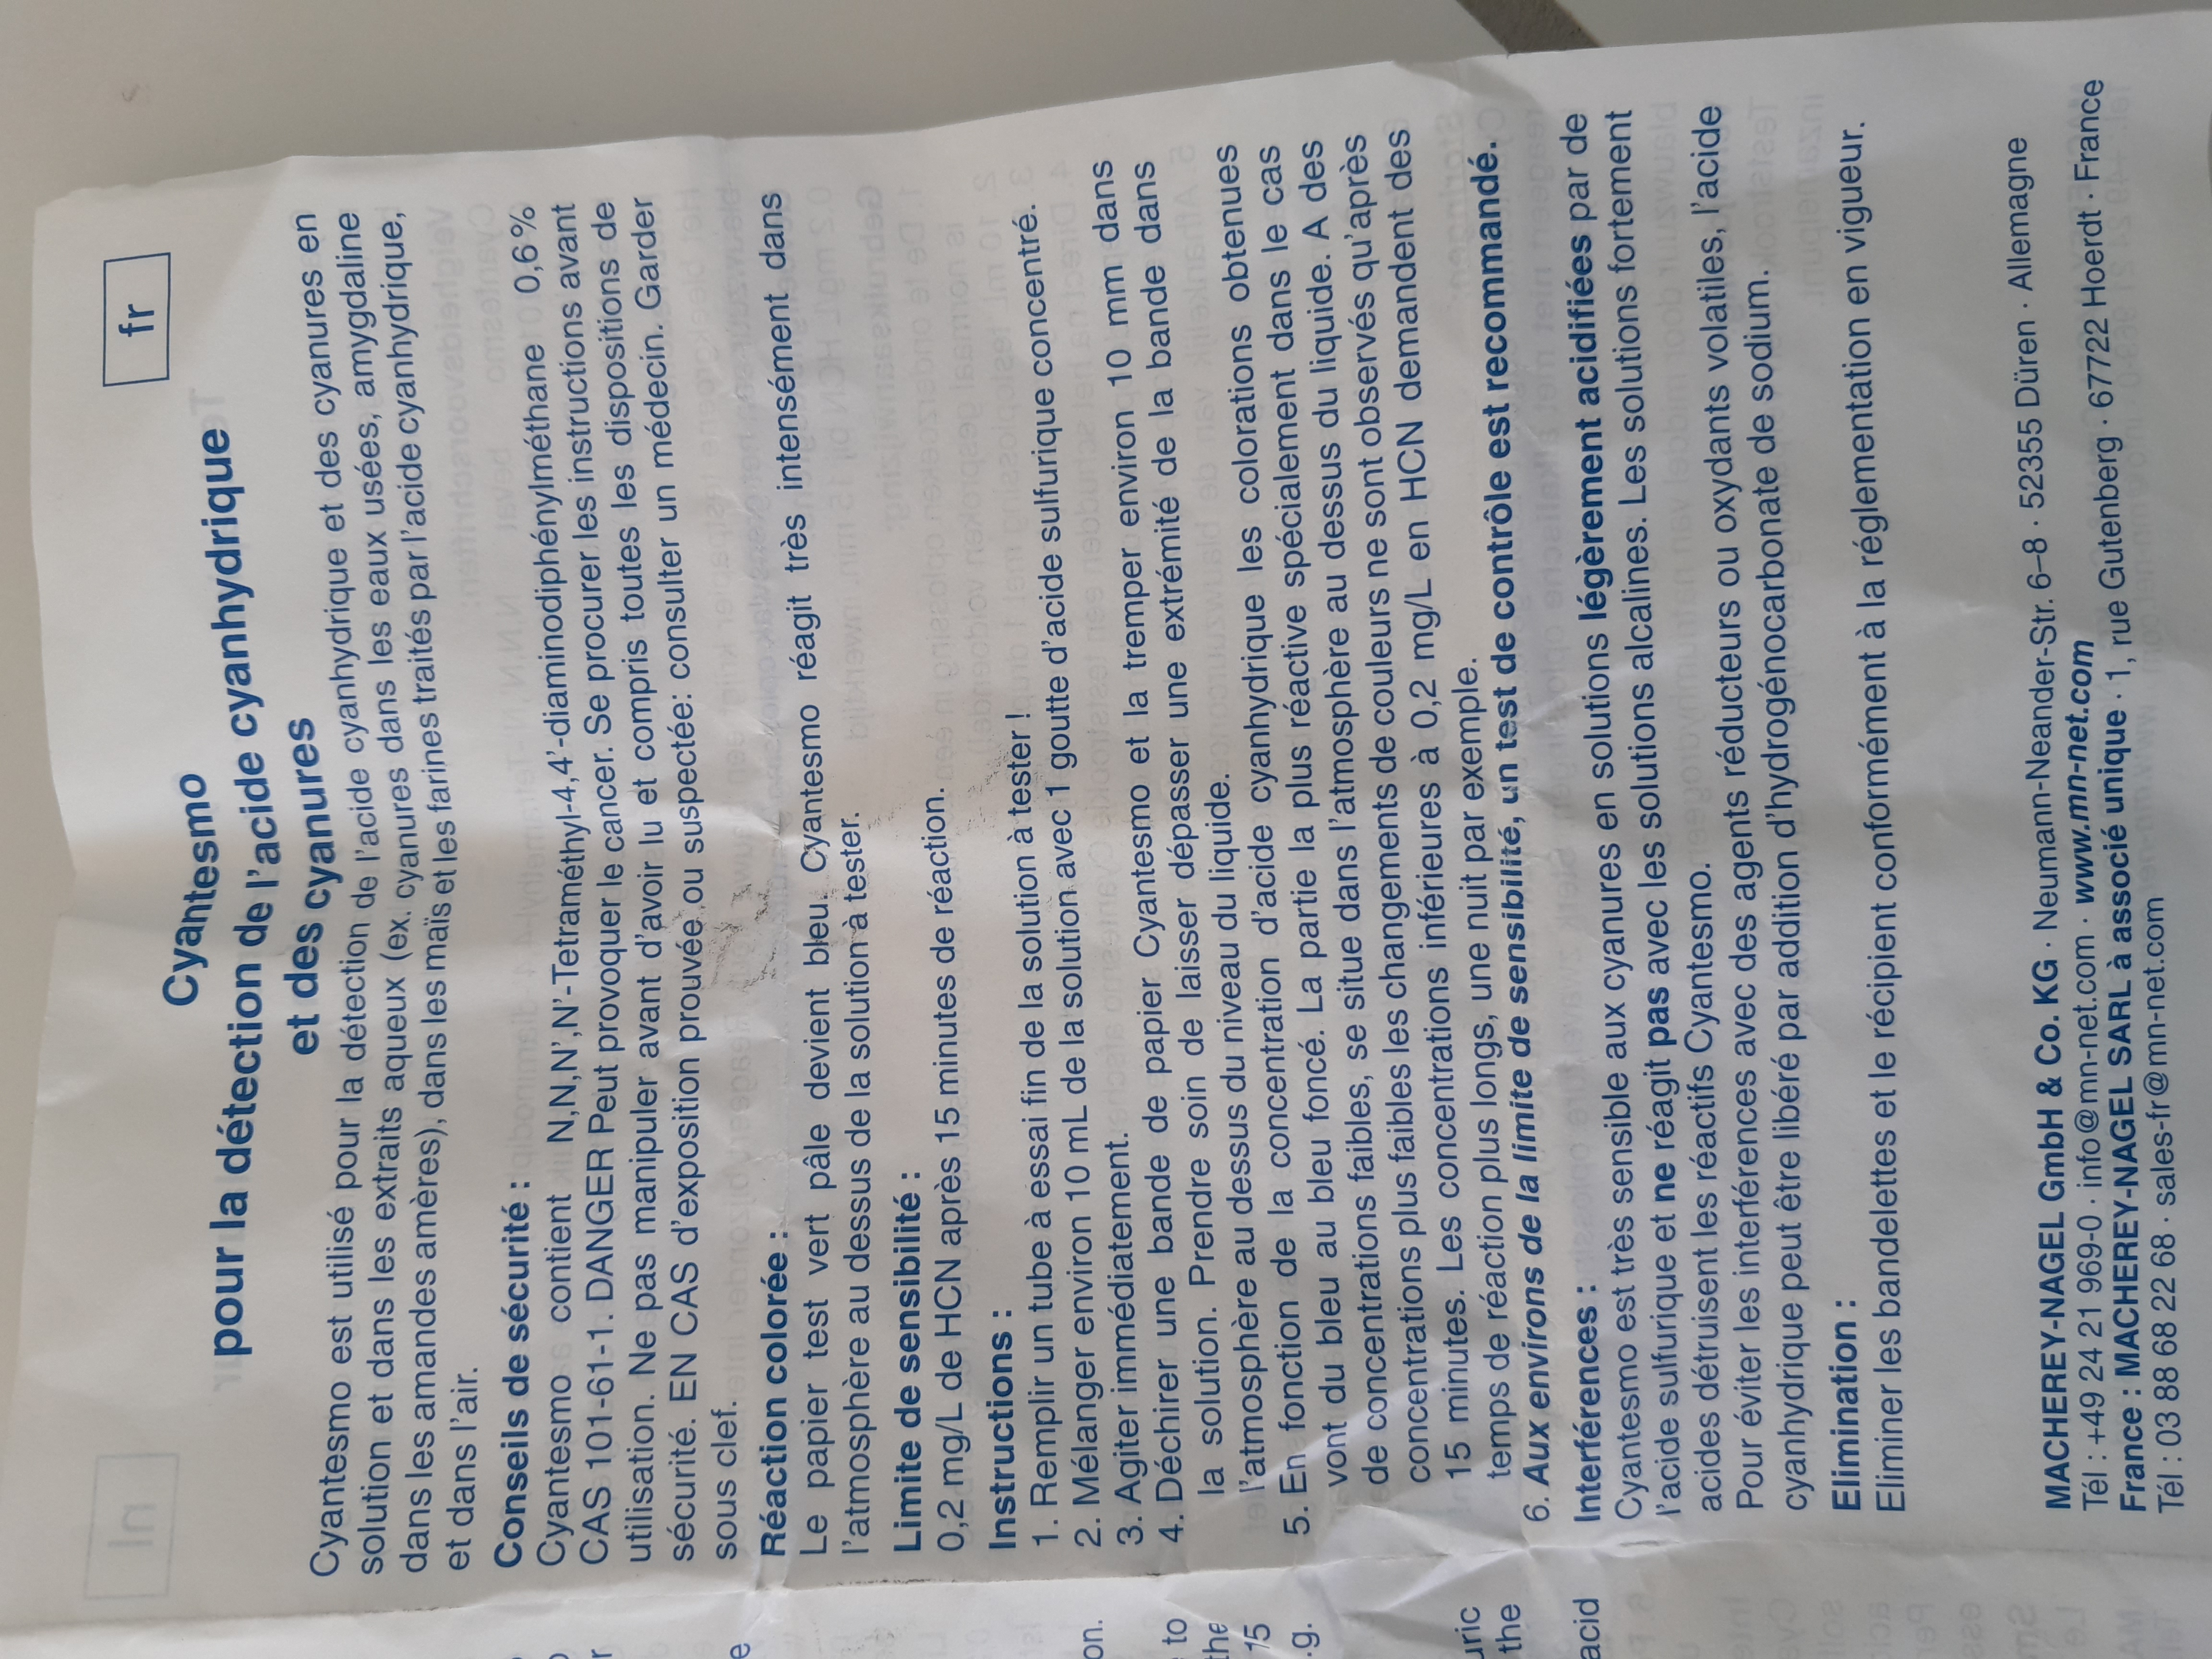 fr
Cyantesmo
pour la détection de l'acide cyanhydrique
et des cyanures
Cyantesmo est utilisé pour la détection de l'acide cyanhydrique et des cyanures en
solution et dans les extraits aqueux (ex. cyanures dans les eaux usées, amygdaline
dans les amandes amères), dans les maïs et les farines traités par l'acide cyanhydrique,
et dans l'air.
Conseils de sécurité :
Cyantesmo contient N,N,N',N'-Tetraméthyl-4,4'-diaminodiphénylméthane 0,6 %
CAS 101-61-1. DANGER Peut provoquer le cancer. Se procurer les instructions avant
utilisation. Ne pas manipuler avant d'avoir lu et compris toutes les dispositions de
sécurité. EN CAS d'exposition prouvée ou suspectée: consulter un médecin. Garder
sous clef.
Réaction colorée :
Le papier test vert pâle devient bleu. Cyantesmo réagit très intensément dans
l'atmosphère au dessus de la solution à tester.
Limite de sensibilité :
0,2 mg/L de HCN après 15 minutes de réaction.
Instructions :
1. Remplir un tube à essai fin de la solution à tester !
2. Mélanger environ 10 mL de la solution avec 1 goutte d'acide sulfurique concentré.
3. Agiter immédiatement.
4. Déchirer une bande de papier Cyantesmo et la tremper environ 10 mm dans
la solution. Prendre soin de laisser dépasser une extrémité de la bande dans
l'atmosphère au dessus du niveau du liquide.
5. En fonction de la concentration d'acide cyanhydrique les colorations obtenues
vont du bleu au bleu foncé. La partie la plus réactive spécialement dans le cas
de concentrations faibles, se situe dans l'atmosphère au dessus du liquide. A des
concentrations plus faibles les changements de couleurs ne sont observés qu'après
15 minutes. Les concentrations inférieures à 0,2 mg/L en HCN demandent des
temps de réaction plus longs, une nuit par exemple.
6. Aux environs de la limite de sensibilité, un test de contrôle est recommandé.
Interférences :
Cyantesmo est très sensible aux cyanures en solutions légèrement acidifiées par de
l'acide sulfurique et ne réagit pas avec les solutions alcalines. Les solutions fortement
acides détruisent les réactifs Cyantesmo.
Pour éviter les interférences avec des agents réducteurs ou oxydants volatiles, l'acide
cyanhydrique peut être libéré par addition d'hydrogénocarbonate de sodium.
Elimination :
Eliminer les bandelettes et le récipient conformément à la réglementation en vigueur.
MACHEREY-NAGEL GmbH & Co. KG · Neumann-Neander-Str. 6–8 · 52355 Düren · Allemagne
Tél : +49 24 21 969-0 · info@mn-net.com · www.mn-net.com
France : MACHEREY-NAGEL SARL à associé unique · 1, rue Gutenberg · 67722 Hoerdt · France
Tél : 03 88 68 22 68 · sales-fr@mn-net.com
on.
to
the
15
.g.
uric
the
acid